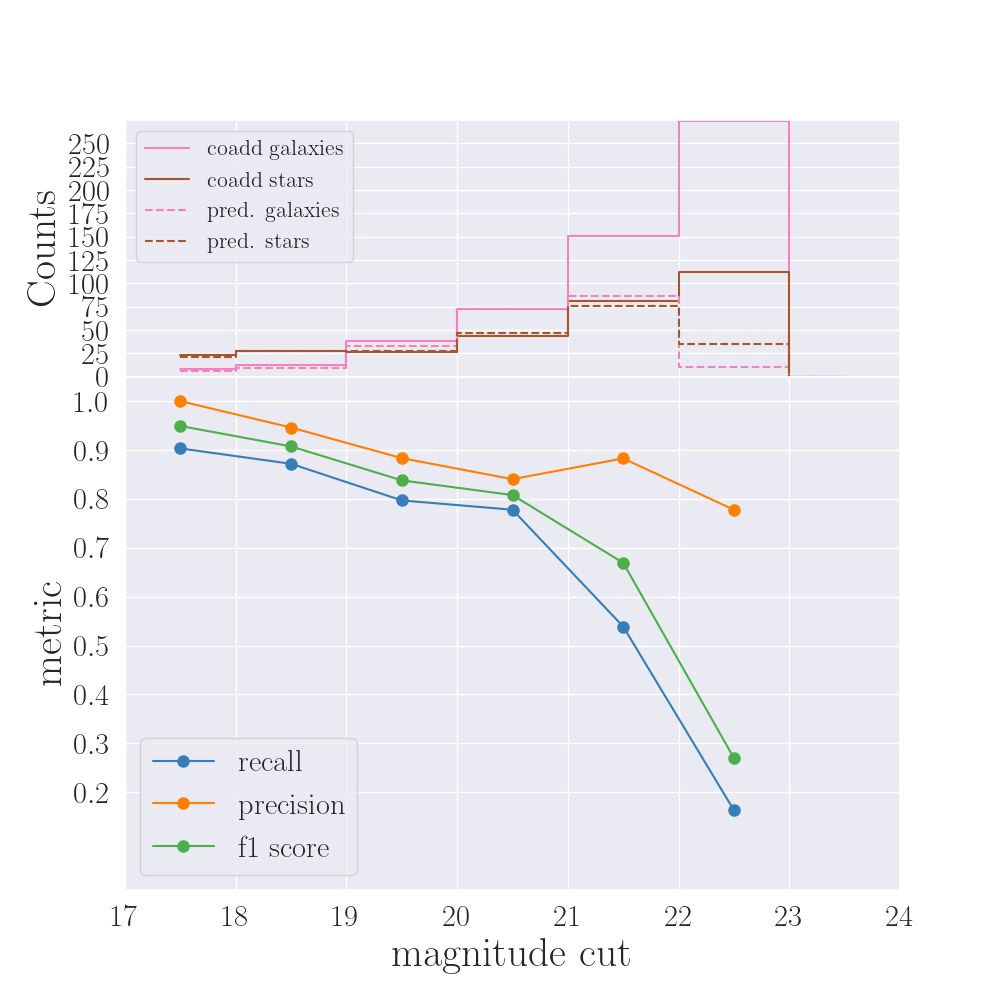 Counts
250
225
200
175
150
125
100
75
50
25
0
coadd galaxies
coadd stars
pred. galaxies
pred. stars
metric
1.0
0.9
0.8
0.7
0.6
0.5
0.4
0.3
0.2
recall
precision
f1 score
17 18 19 20 21 22 23 24
magnitude cut